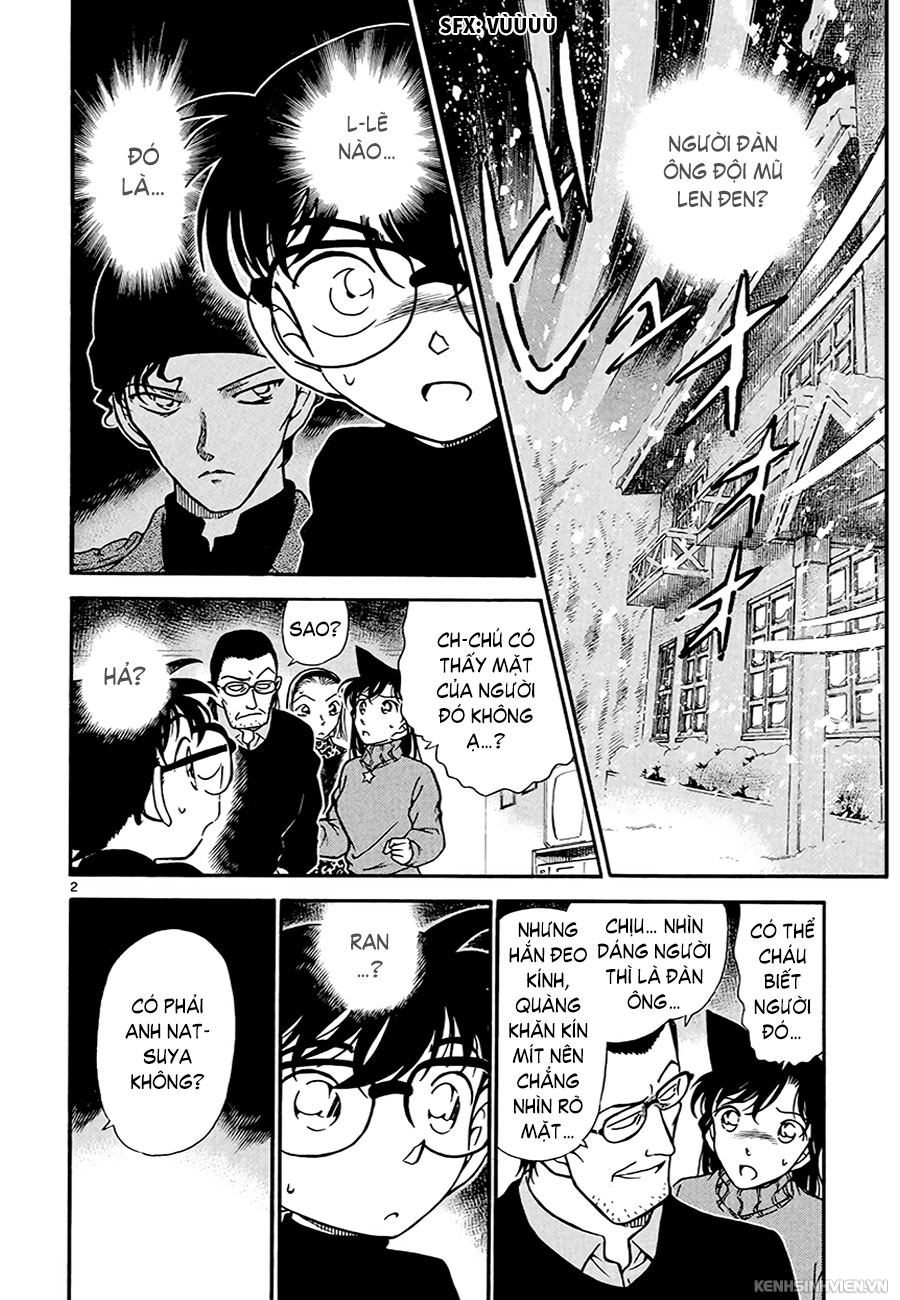 SFX: VÙÙÙÙ
NGƯỜI ĐÀN
ÔNG ĐỘI MŨ
LEN ĐEN?
L-LẼ
NÀO...
ĐÓ
LÀ...
CH-CHÚ CÓ
THẤY MẶT
CỦA NGƯỜI
ĐÓ KHÔNG
Ạ...?
SAO?
HẢ?
2
CÓ THỂ
CHÁU
BIẾT
NGƯỜI
ĐÓ...
CHỊU... NHÌN
DÁNG NGƯỜI
THÌ LÀ ĐÀN
ÔNG...
NHƯNG
HẮN ĐEO
KÍNH,
QUÀNG
KHĂN KÍN
MÍT NÊN
CHẲNG
NHÌN RÕ
MẶT...
RAN
...?
CÓ PHẢI
ANH NAT-
SUYA
KHÔNG?
KENHSINHVIEN.VN